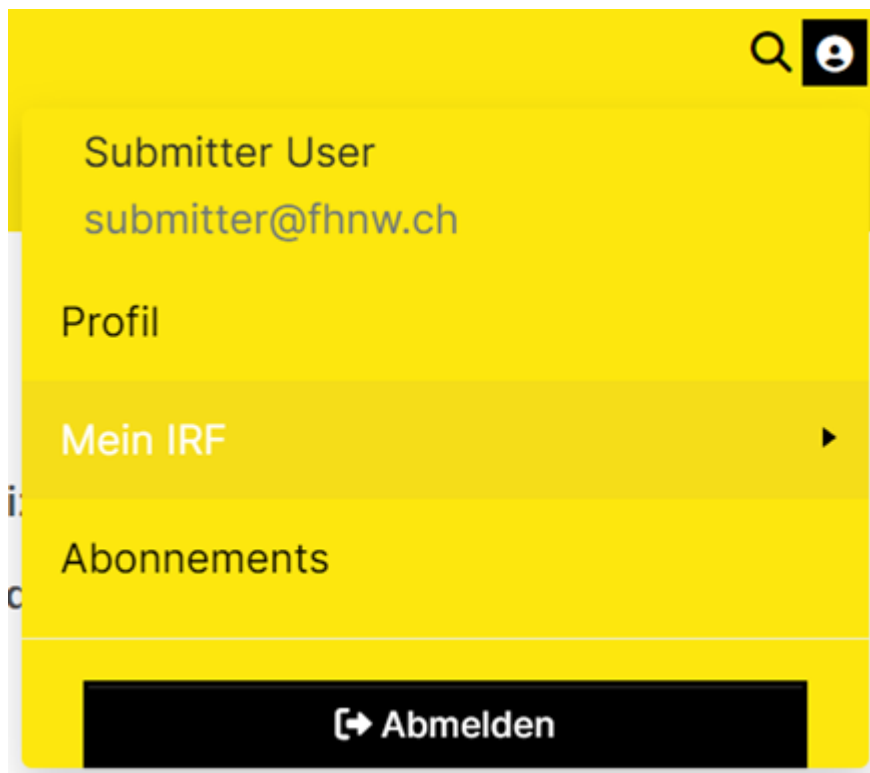 Submitter User
submitter@fhnw.ch
Profil
Mein IRF
Abonnements
Abmelden